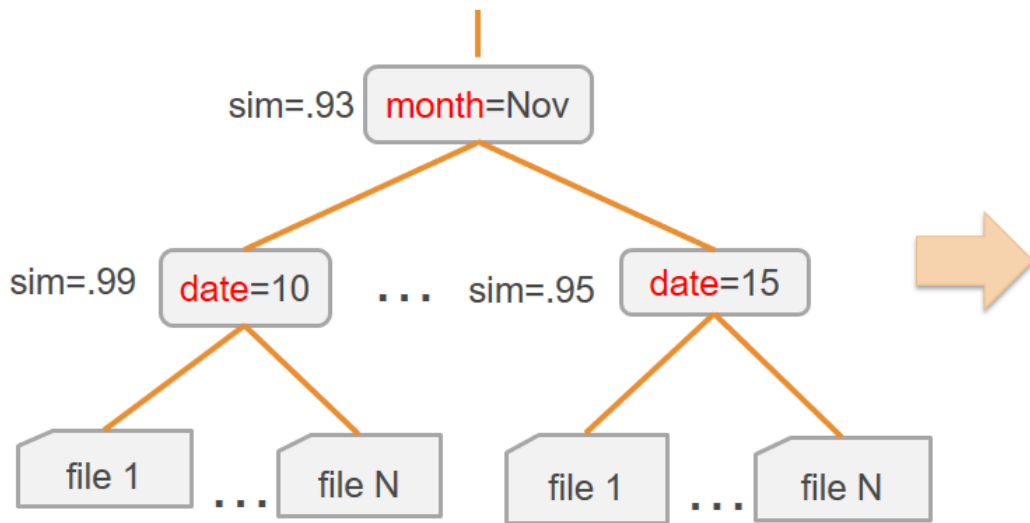 sim=.93 month=Nov
sim=.99 date=10 ... sim=.95 date=15
file 1 ... file N file 1 ... file N